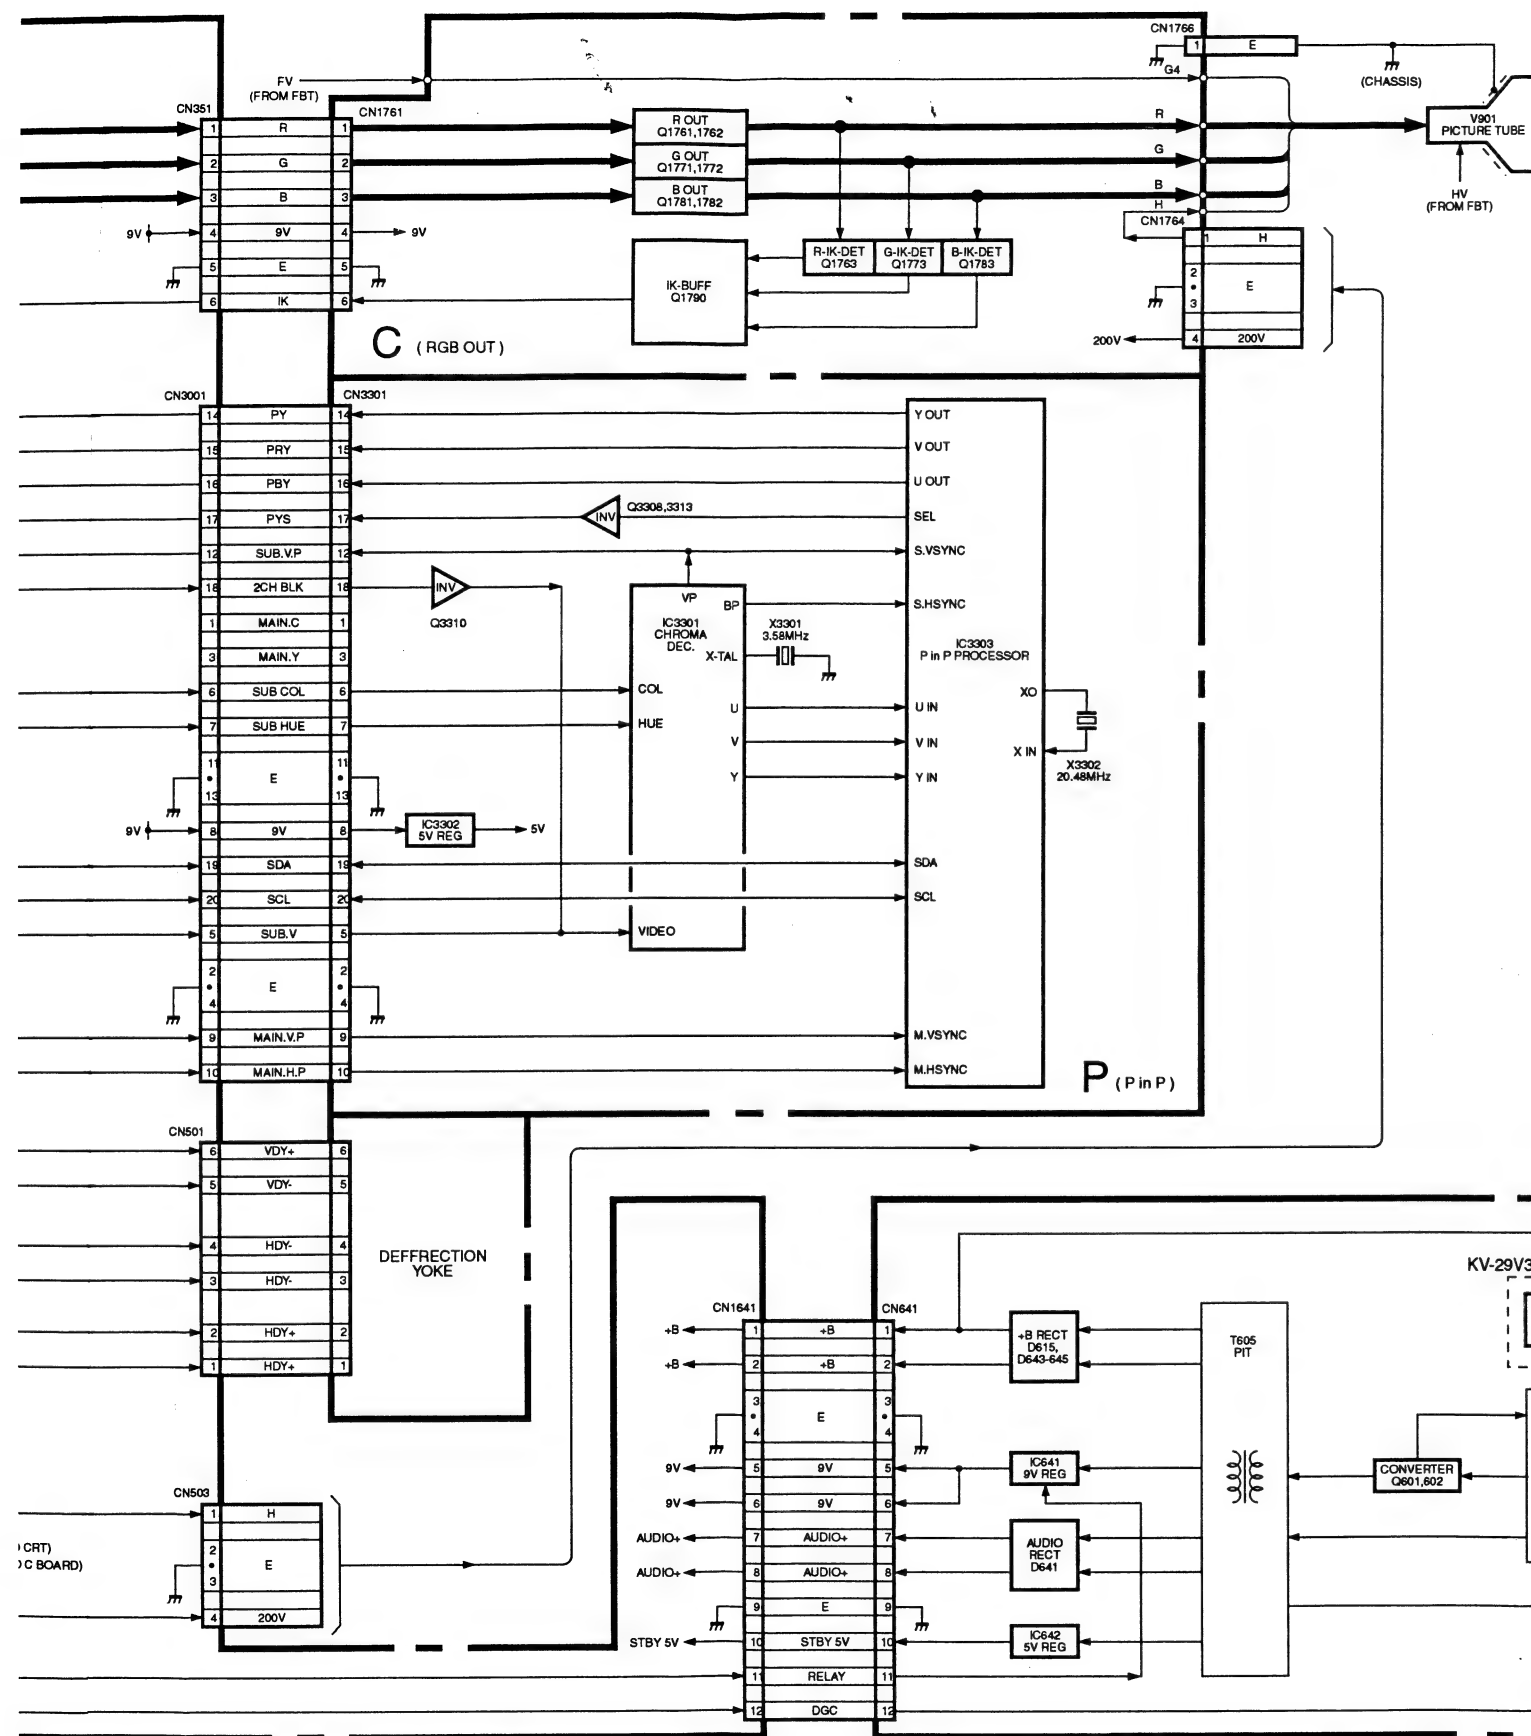 CN1766
1 E
FV
(FROM FBT)
G4
(CHASSIS)
CN351
CN1761
1 R 1
2 G 2
3 B 3
4 9V 4
5 E 5
6 IK 6
9V
9V
R OUT
Q1761,1762
G OUT
Q1771,1772
B OUT
Q1781,1782
R
G
B
H
V901
PICTURE TUBE
HV
(FROM FBT)
R-IK-DET
Q1763
G-IK-DET
Q1773
B-IK-DET
Q1783
IK-BUFF
Q1790
CN1764
1 H
2
•
3
E
4 200V
200V
C (RGB OUT)
CN3001
CN3301
14 PY 14
15 PRY 15
16 PBY 16
17 PYS 17
12 SUB.V.P 12
18 2CH BLK 18
1 MAIN.C 1
3 MAIN.Y 3
6 SUB COL 6
7 SUB HUE 7
11 11
• E •
13 13
9V
8 9V 8
19 SDA 19
20 SCL 20
5 SUB.V 5
2 2
• E •
4 4
9 MAIN.V.P 9
10 MAIN.H.P 10
INV
Q3308,3313
INV
Q3310
IC3302
5V REG
5V
VP
BP
IC3301
CHROMA
DEC.
X-TAL
COL
HUE
U
V
Y
VIDEO
X3301
3.58MHz
Y OUT
V OUT
U OUT
SEL
S.VSYNC
S.HSYNC
IC3303
P in P PROCESSOR
XO
U IN
V IN
X IN
Y IN
SDA
SCL
M.VSYNC
M.HSYNC
X3302
20.48MHz
P (P in P)
CN501
6 VDY+ 6
5 VDY- 5
4 HDY- 4
3 HDY- 3
2 HDY+ 2
1 HDY+ 1
DEFFRECTION
YOKE
CN503
1 H
2
•
3
E
4 200V
CRT)
C BOARD)
KV-29V3
CN1641
CN641
+B 1 +B 1
+B 2 +B 2
3 3
• E •
4 4
9V 5 9V 5
9V 6 9V 6
AUDIO+ 7 AUDIO+ 7
AUDIO+ 8 AUDIO+ 8
9 E 9
STBY 5V 10 STBY 5V 10
11 RELAY 11
12 DGC 12
+B RECT
D615,
D643-645
IC641
9V REG
AUDIO
RECT
D641
IC642
5V REG
T605
PIT
CONVERTER
Q601,602